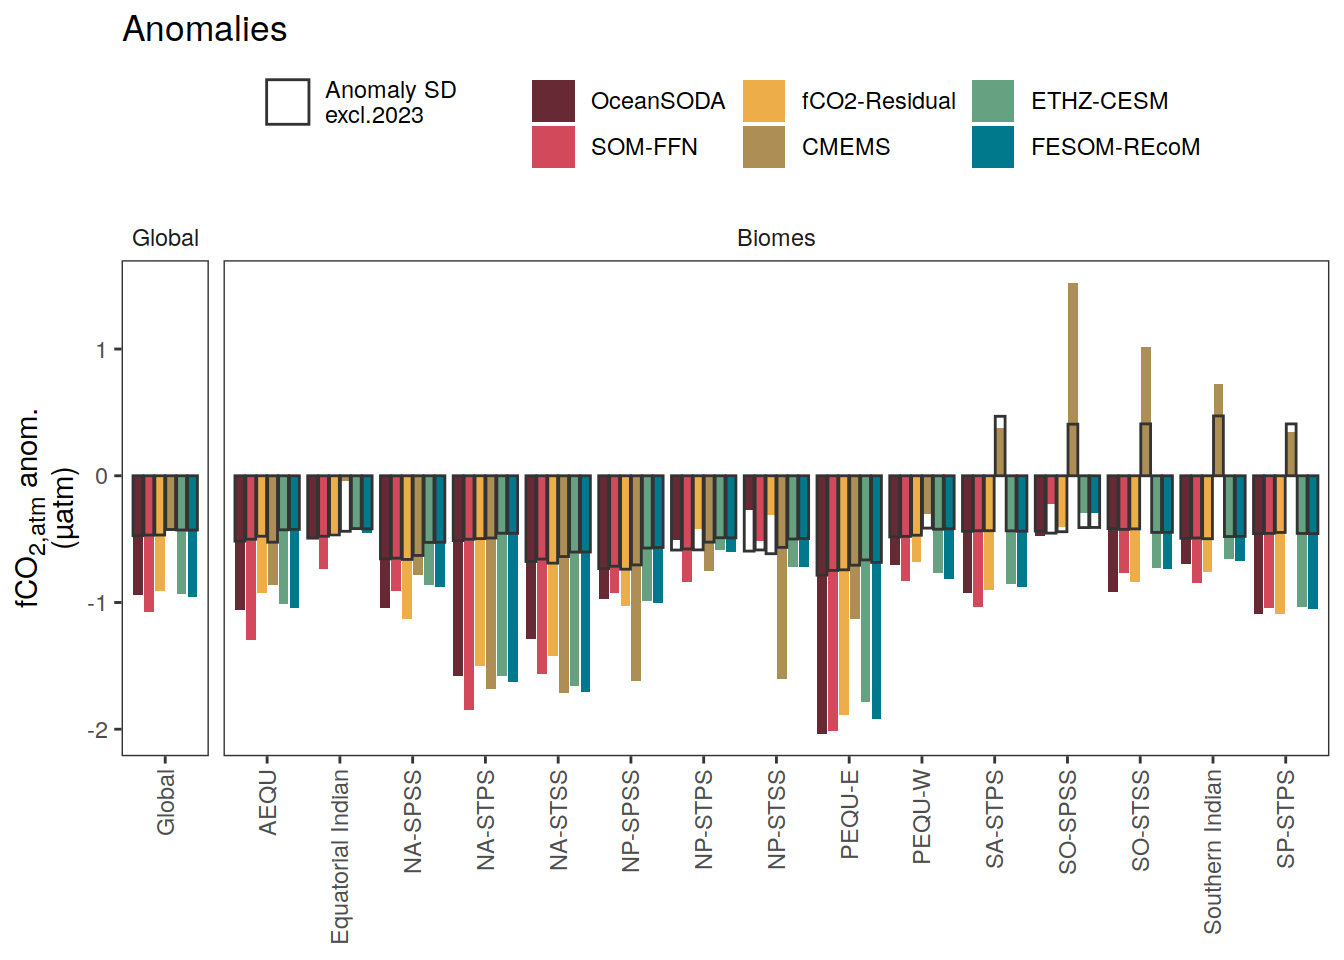 Anomalies
Anomaly SD
excl.2023
OceanSODA
SOM-FFN
fCO2-Residual
CMEMS
ETHZ-CESM
FESOM-REcoM
Global
Biomes
fCO2,atm anom.
(µatm)
1
0
-1
-2
Global
AEQU
Equatorial Indian
NA-SPSS
NA-STPS
NA-STSS
NP-SPSS
NP-STPS
NP-STSS
PEQU-E
PEQU-W
SA-STPS
SO-SPSS
SO-STSS
Southern Indian
SP-STPS